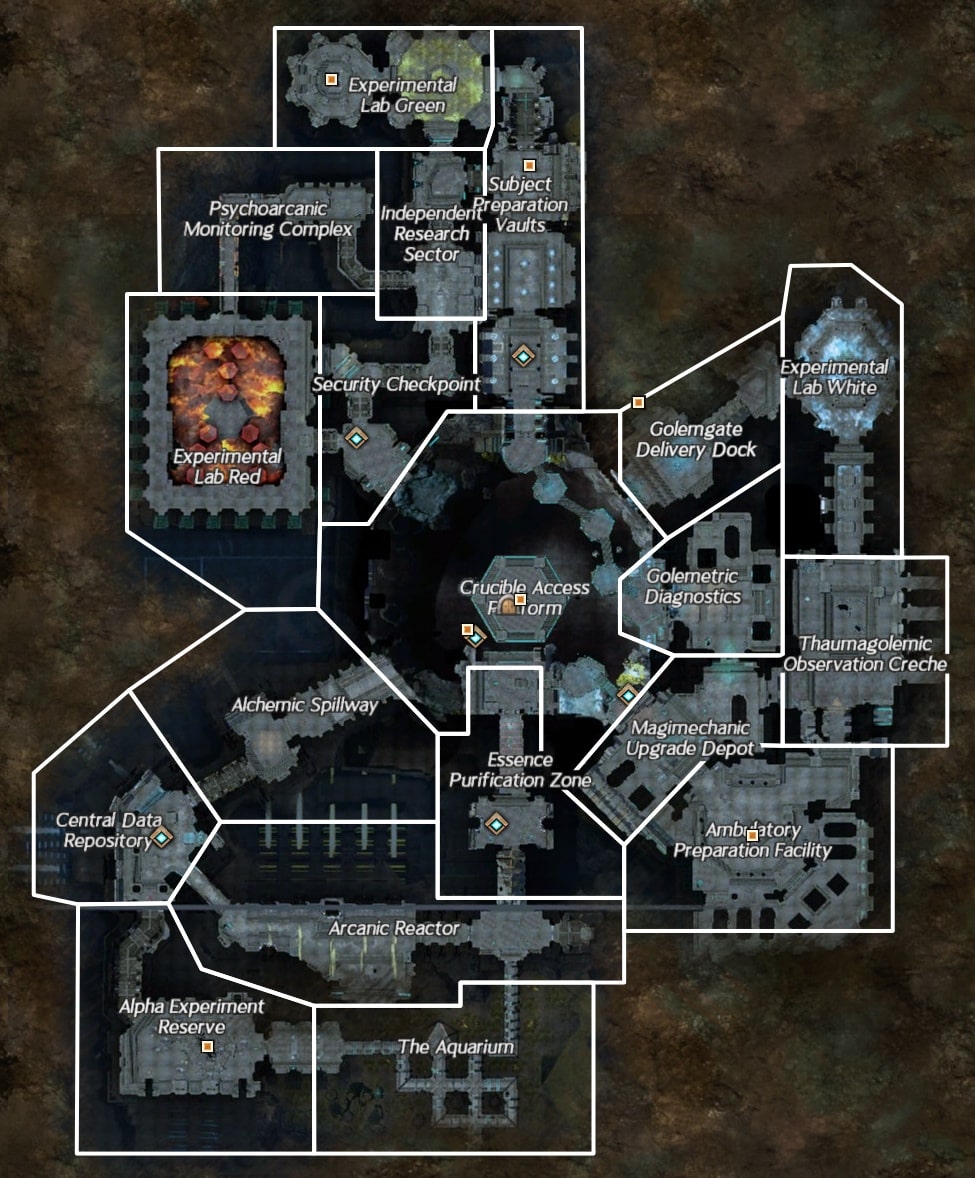 Experimental
Lab Green
Subject
Preparation
Vaults
Psychoarcanic
Monitoring Complex
Independent
Research
Sector
Experimental
Lab White
Security Checkpoint
Golemgate
Delivery Dock
Experimental
Lab Red
Crucible Access
Golemetric
Diagnostics
Thaumagolemic
Observation Creche
Alchemic Spillway
Magimechanic
Upgrade Depot
Essence
Purification Zone
Central Data
Repository
Ambulatory
Preparation Facility
Arcanic Reactor
Alpha Experiment
Reserve
The Aquarium